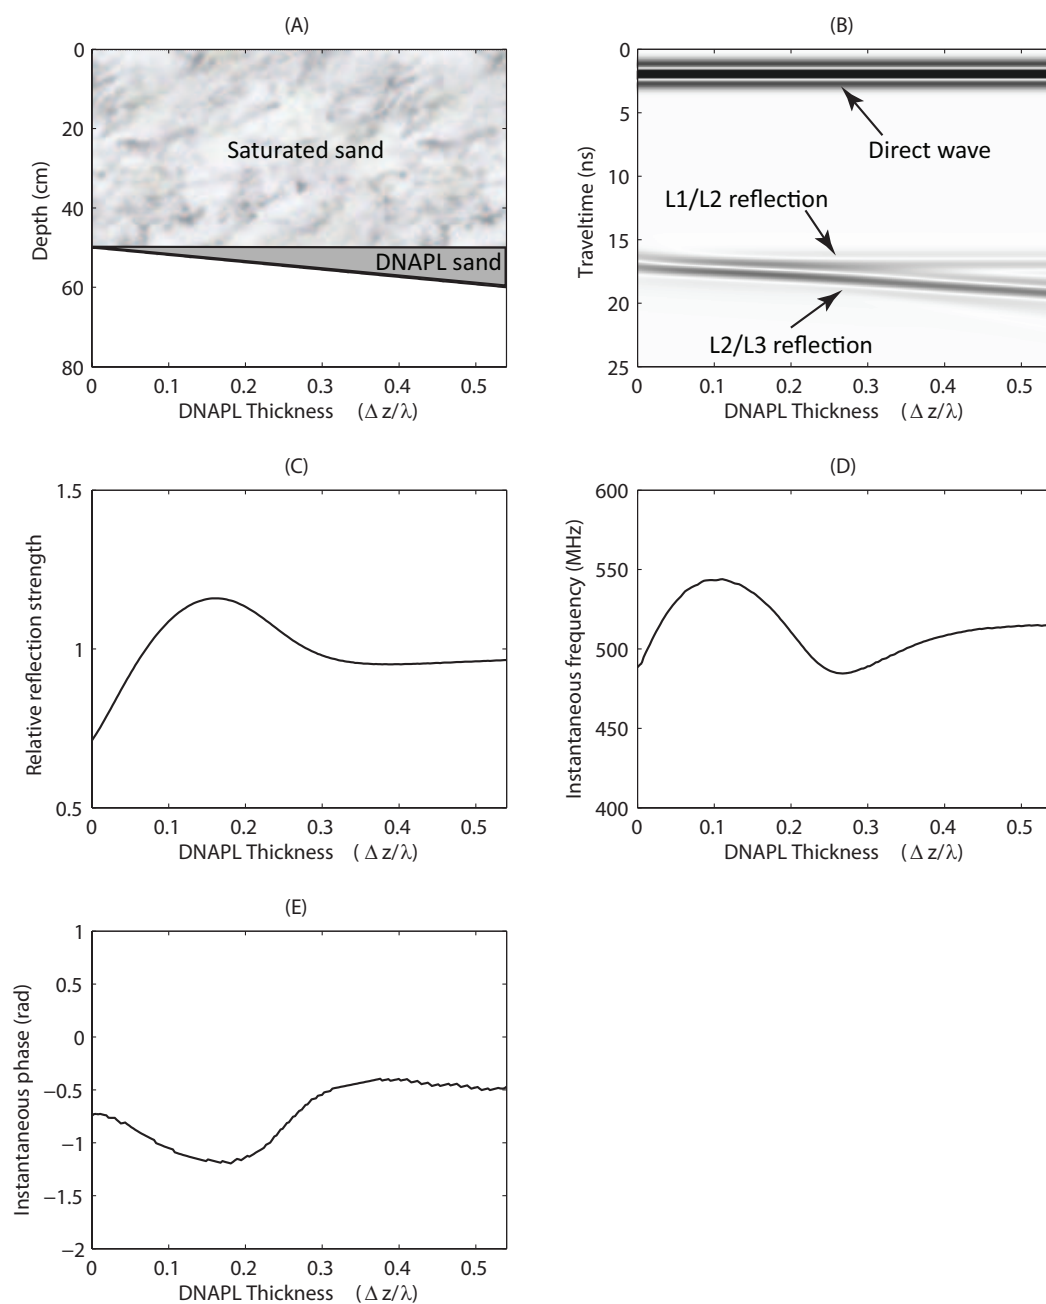 (A)
0
20
40
60
80
Depth (cm)
Saturated sand
DNAPL sand
0 0.1 0.2 0.3 0.4 0.5
DNAPL Thickness (Δ z/λ)
(B)
0
5
10
15
20
25
Traveltime (ns)
Direct wave
L1/L2 reflection
L2/L3 reflection
0 0.1 0.2 0.3 0.4 0.5
DNAPL Thickness (Δ z/λ)
(C)
1.5
1
0.5
Relative reflection strength
0 0.1 0.2 0.3 0.4 0.5
DNAPL Thickness (Δ z/λ)
(D)
600
550
500
450
400
Instantaneous frequency (MHz)
0 0.1 0.2 0.3 0.4 0.5
DNAPL Thickness (Δ z/λ)
(E)
1
0.5
0
−0.5
−1
−1.5
−2
Instantaneous phase (rad)
0 0.1 0.2 0.3 0.4 0.5
DNAPL Thickness (Δ z/λ)